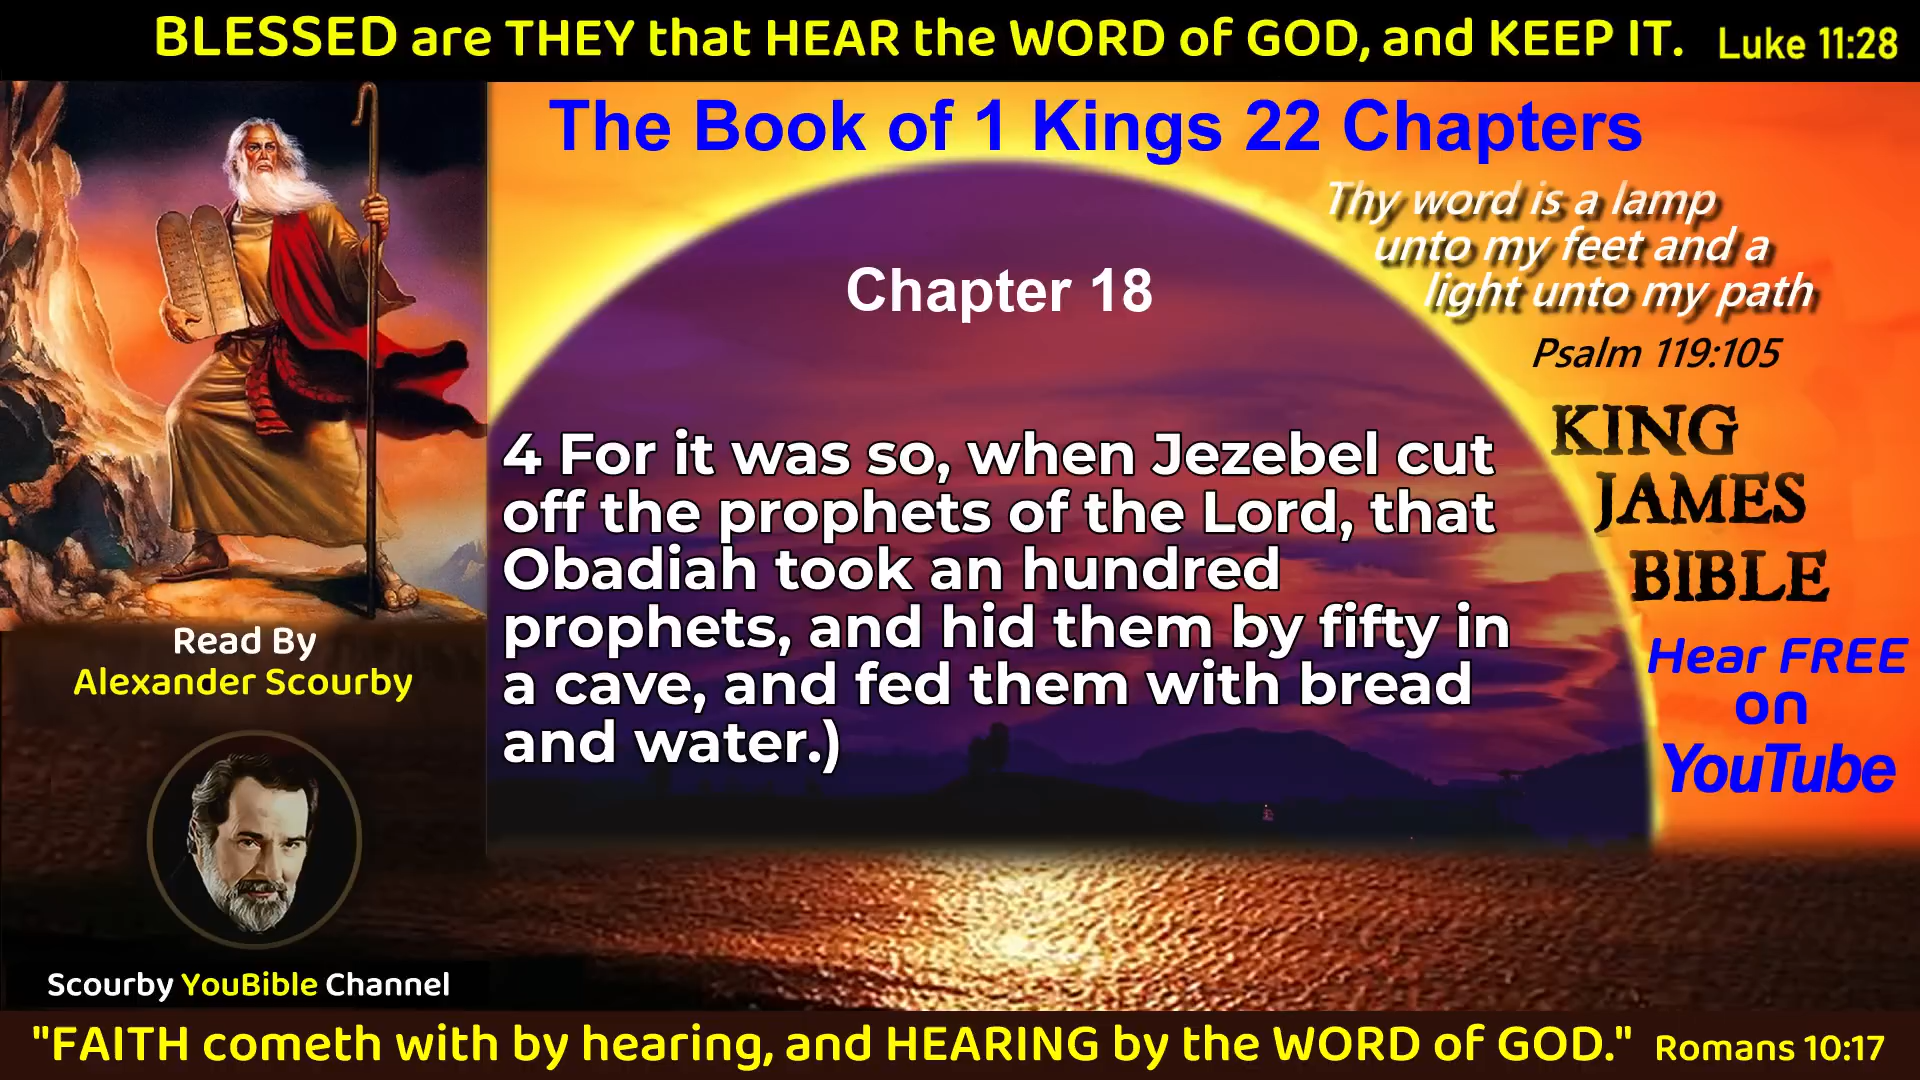 BLESSED are THEY that HEAR the WORD of GOD, and KEEP IT. Luke 11:28
The Book of 1 Kings 22 Chapters
Thy word is a lamp
unto my feet and a
light unto my path
Psalm 119:105
Chapter 18
4 For it was so, when Jezebel cut
off the prophets of the Lord, that
Obadiah took an hundred
prophets, and hid them by fifty in
a cave, and fed them with bread
and water.)
KING
JAMES
BIBLE
Hear FREE
on
YouTube
Read By
Alexander Scourby
Scourby YouBible Channel
"FAITH cometh with by hearing, and HEARING by the WORD of GOD." Romans 10:17